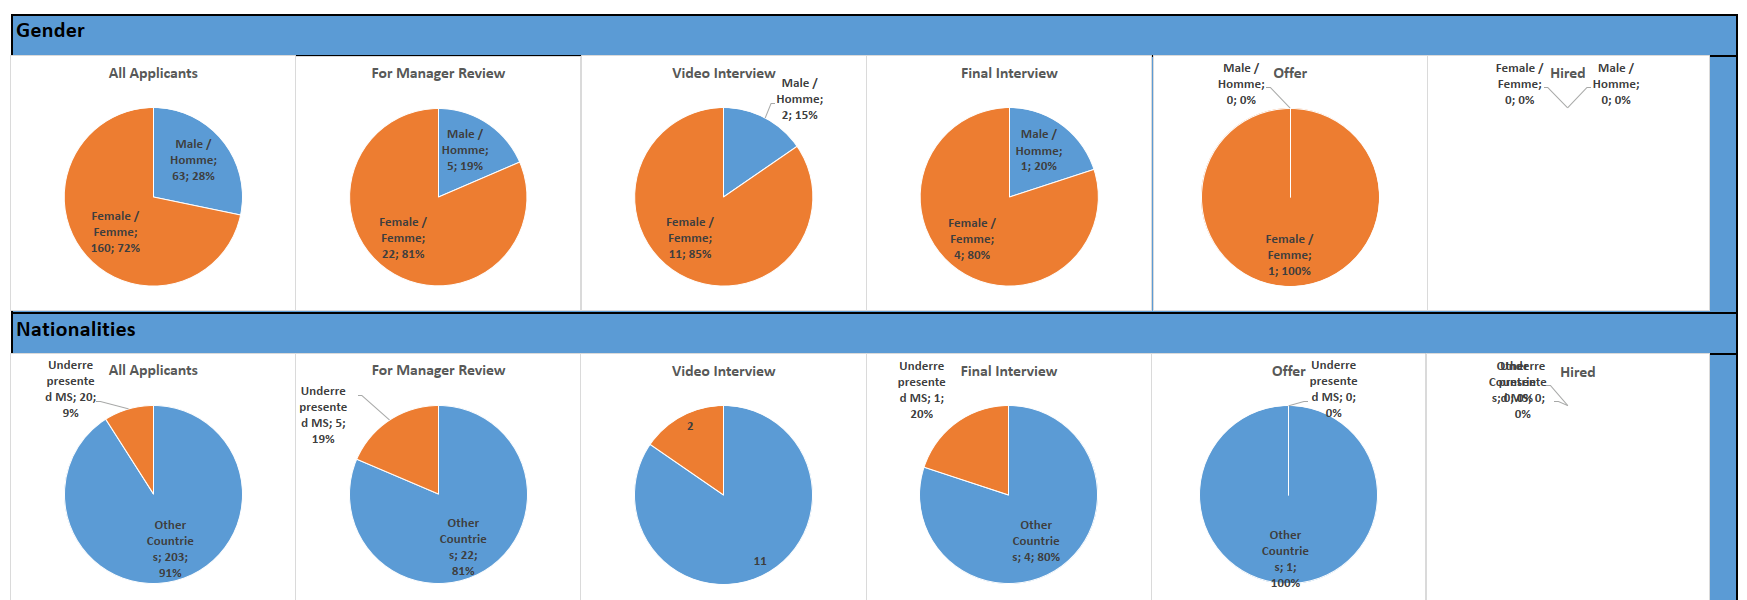 Gender
All Applicants
Male /
Homme;
63; 28%
Female /
Femme;
160; 72%
For Manager Review
Male /
Homme;
5; 19%
Female /
Femme;
22; 81%
Video Interview
Male /
Homme;
2; 15%
Female /
Femme;
11; 85%
Final Interview
Male /
Homme;
1; 20%
Female /
Femme;
4; 80%
Offer
Male /
Homme;
0; 0%
Female /
Femme;
1; 100%
Hired
Female /
Femme;
0; 0%
Male /
Homme;
0; 0%
Nationalities
All Applicants
Underre
presente
d MS; 20;
9%
Other
Countrie
s; 203;
91%
For Manager Review
Underre
presente
d MS; 5;
19%
Other
Countrie
s; 22;
81%
Video Interview
2
11
Final Interview
Underre
presente
d MS; 1;
20%
Other
Countrie
s; 4; 80%
Offer
Underre
presente
d MS; 0;
0%
Other
Countrie
s; 1;
100%
Hired
0%